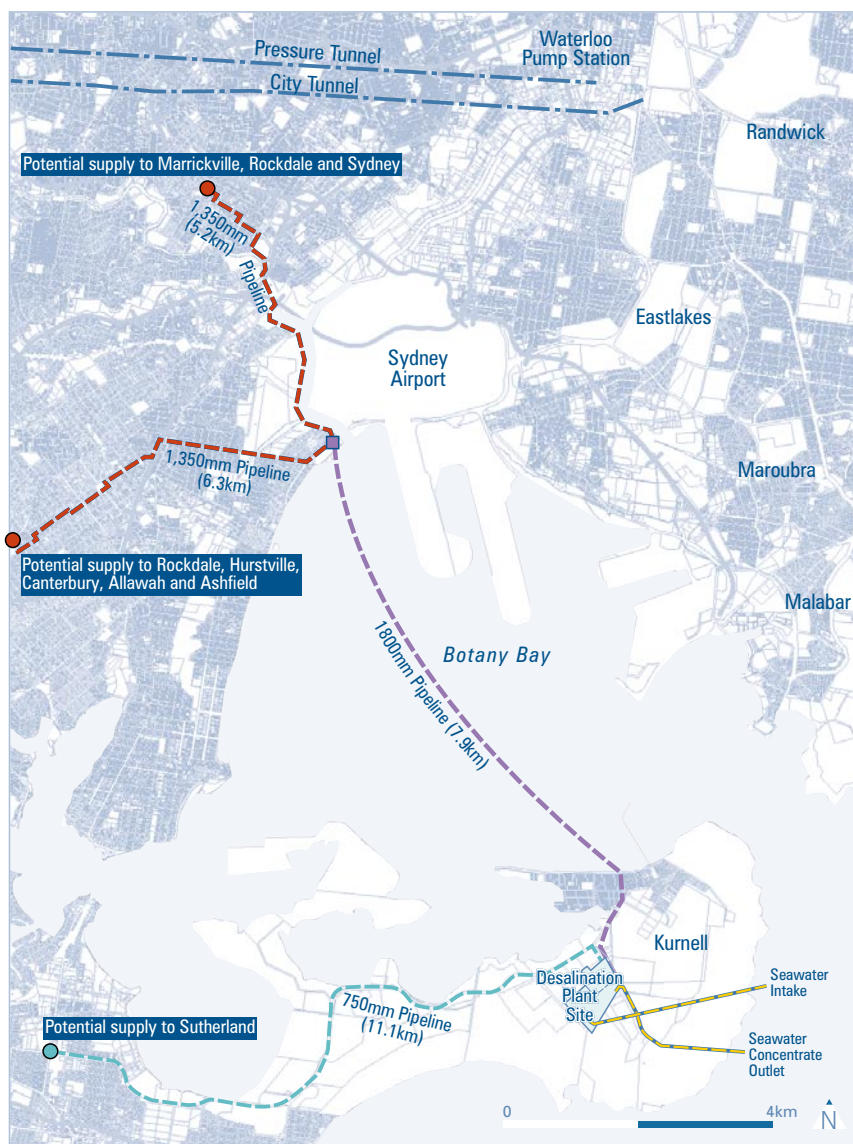 Pressure Tunnel
City Tunnel
Waterloo
Pump Station
Randwick
Potential supply to Marrickville, Rockdale and Sydney
1,350mm
(5.2km)
Pipeline
Eastlakes
Sydney
Airport
1,350mm Pipeline
(6.3km)
Maroubra
Potential supply to Rockdale, Hurstville,
Canterbury, Allawah and Ashfield
Malabar
Botany Bay
1800mm Pipeline (7.9km)
Kurnell
Desalination
Plant
Site
Seawater
Intake
750mm Pipeline
(11.1km)
Potential supply to Sutherland
Seawater
Concentrate
Outlet
0 4km
N